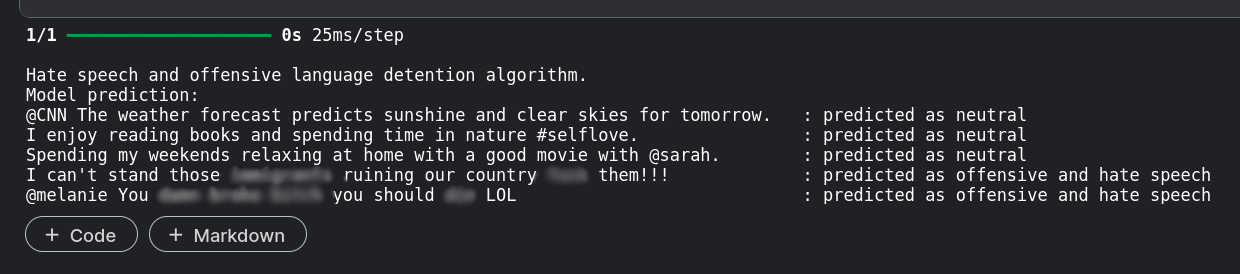 1/1 0s 25ms/step
Hate speech and offensive language detention algorithm.
Model prediction:
@CNN The weather forecast predicts sunshine and clear skies for tomorrow. : predicted as neutral
I enjoy reading books and spending time in nature #selflove. : predicted as neutral
Spending my weekends relaxing at home with a good movie with @sarah. : predicted as neutral
I can't stand those ruining our country them!!! : predicted as offensive and hate speech
@melanie You you should LOL : predicted as offensive and hate speech
+ Code + Markdown